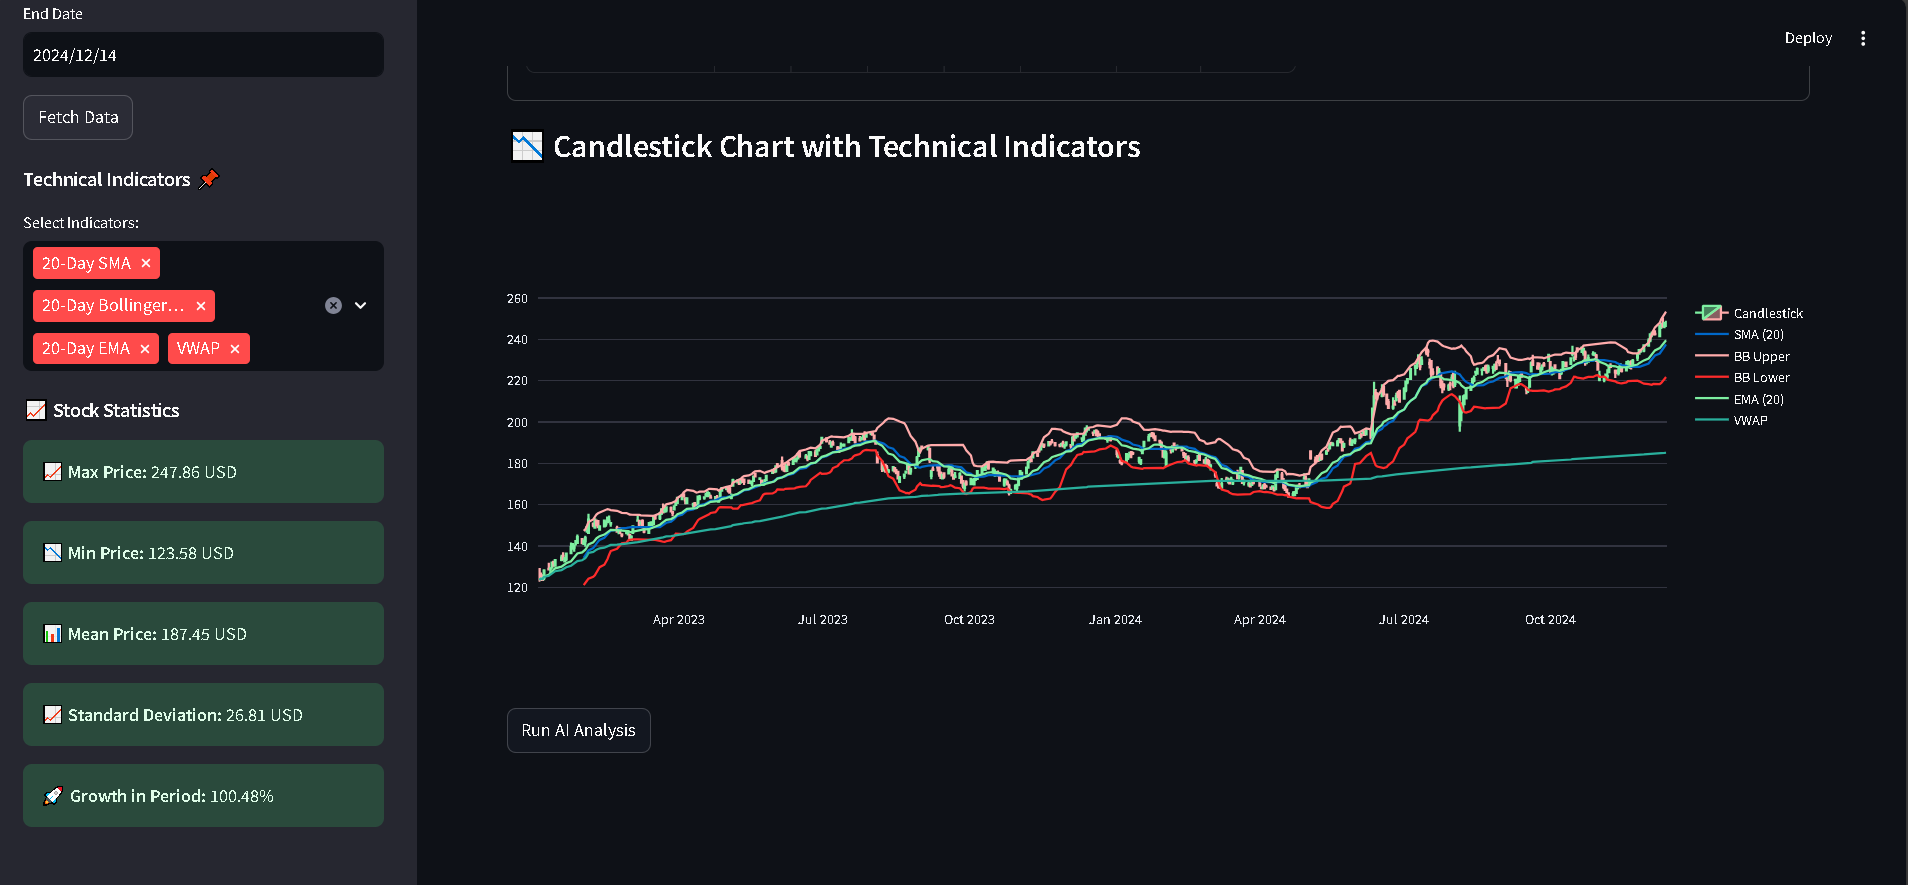 End Date
2024/12/14
Fetch Data
Technical Indicators
Select Indicators:
20-Day SMA ×
20-Day Bollinger... ×
20-Day EMA × VWAP ×
Stock Statistics
Max Price: 247.86 USD
Min Price: 123.58 USD
Mean Price: 187.45 USD
Standard Deviation: 26.81 USD
Growth in Period: 100.48%
Deploy
Candlestick Chart with Technical Indicators
260
240
220
200
180
160
140
120
Apr 2023 Jul 2023 Oct 2023 Jan 2024 Apr 2024 Jul 2024 Oct 2024
Candlestick
SMA (20)
BB Upper
BB Lower
EMA (20)
VWAP
Run AI Analysis